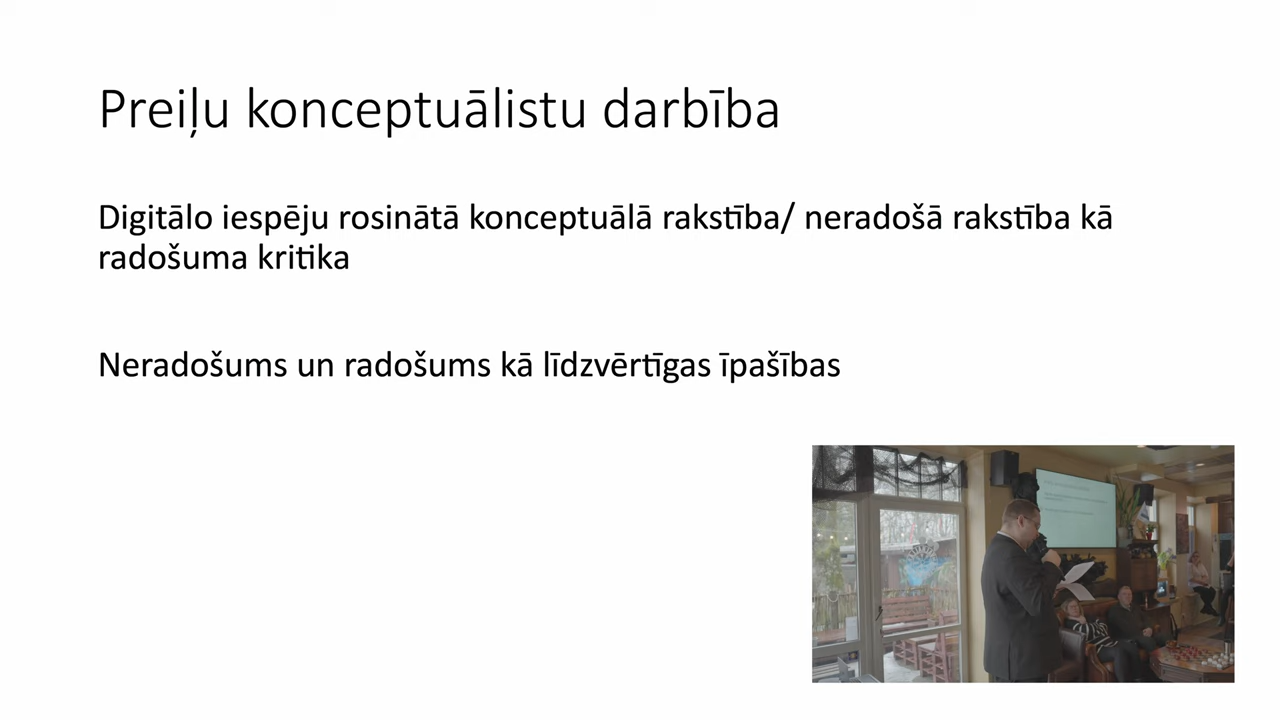 Preiļu konceptuālistu darbība
Digitālo iespēju rosinātā konceptuālā rakstība/ neradošā rakstība kā
radošuma kritika
Neradošums un radošums kā līdzvērtīgas īpašības